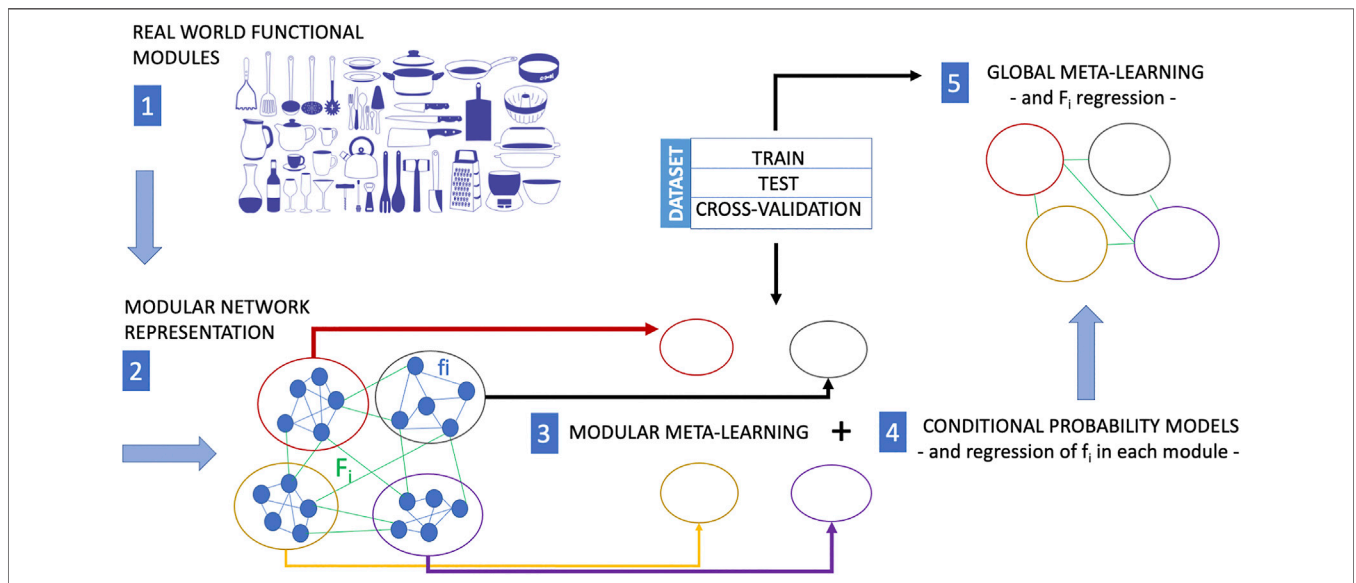 REAL WORLD FUNCTIONAL
MODULES
1
MODULAR NETWORK
REPRESENTATION
2
fi
Fi
DATASET
TRAIN
TEST
CROSS-VALIDATION
3 MODULAR META-LEARNING +
4 CONDITIONAL PROBABILITY MODELS
- and regression of fi in each module -
5 GLOBAL META-LEARNING
- and Fi regression -